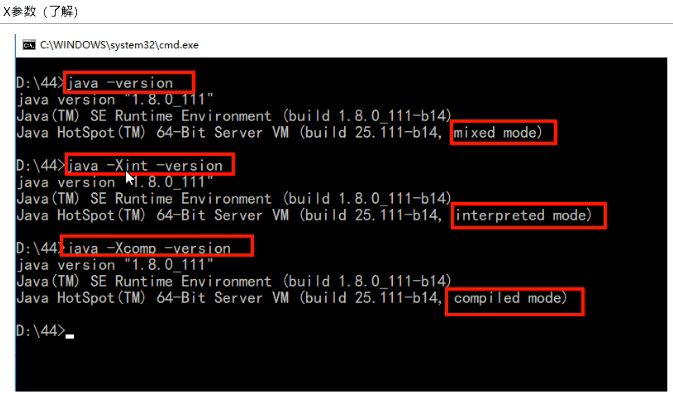 X参数（了解）
C:\WINDOWS\system32\cmd.exe
D:\44>java -version
java version "1.8.0_111"
Java(TM) SE Runtime Environment (build 1.8.0_111-b14)
Java HotSpot(TM) 64-Bit Server VM (build 25.111-b14, mixed mode)
D:\44>java -Xint -version
java version "1.8.0_111"
Java(TM) SE Runtime Environment (build 1.8.0_111-b14)
Java HotSpot(TM) 64-Bit Server VM (build 25.111-b14, interpreted mode)
D:\44>java -Xcomp -version
java version "1.8.0_111"
Java(TM) SE Runtime Environment (build 1.8.0_111-b14)
Java HotSpot(TM) 64-Bit Server VM (build 25.111-b14, compiled mode)
D:\44>